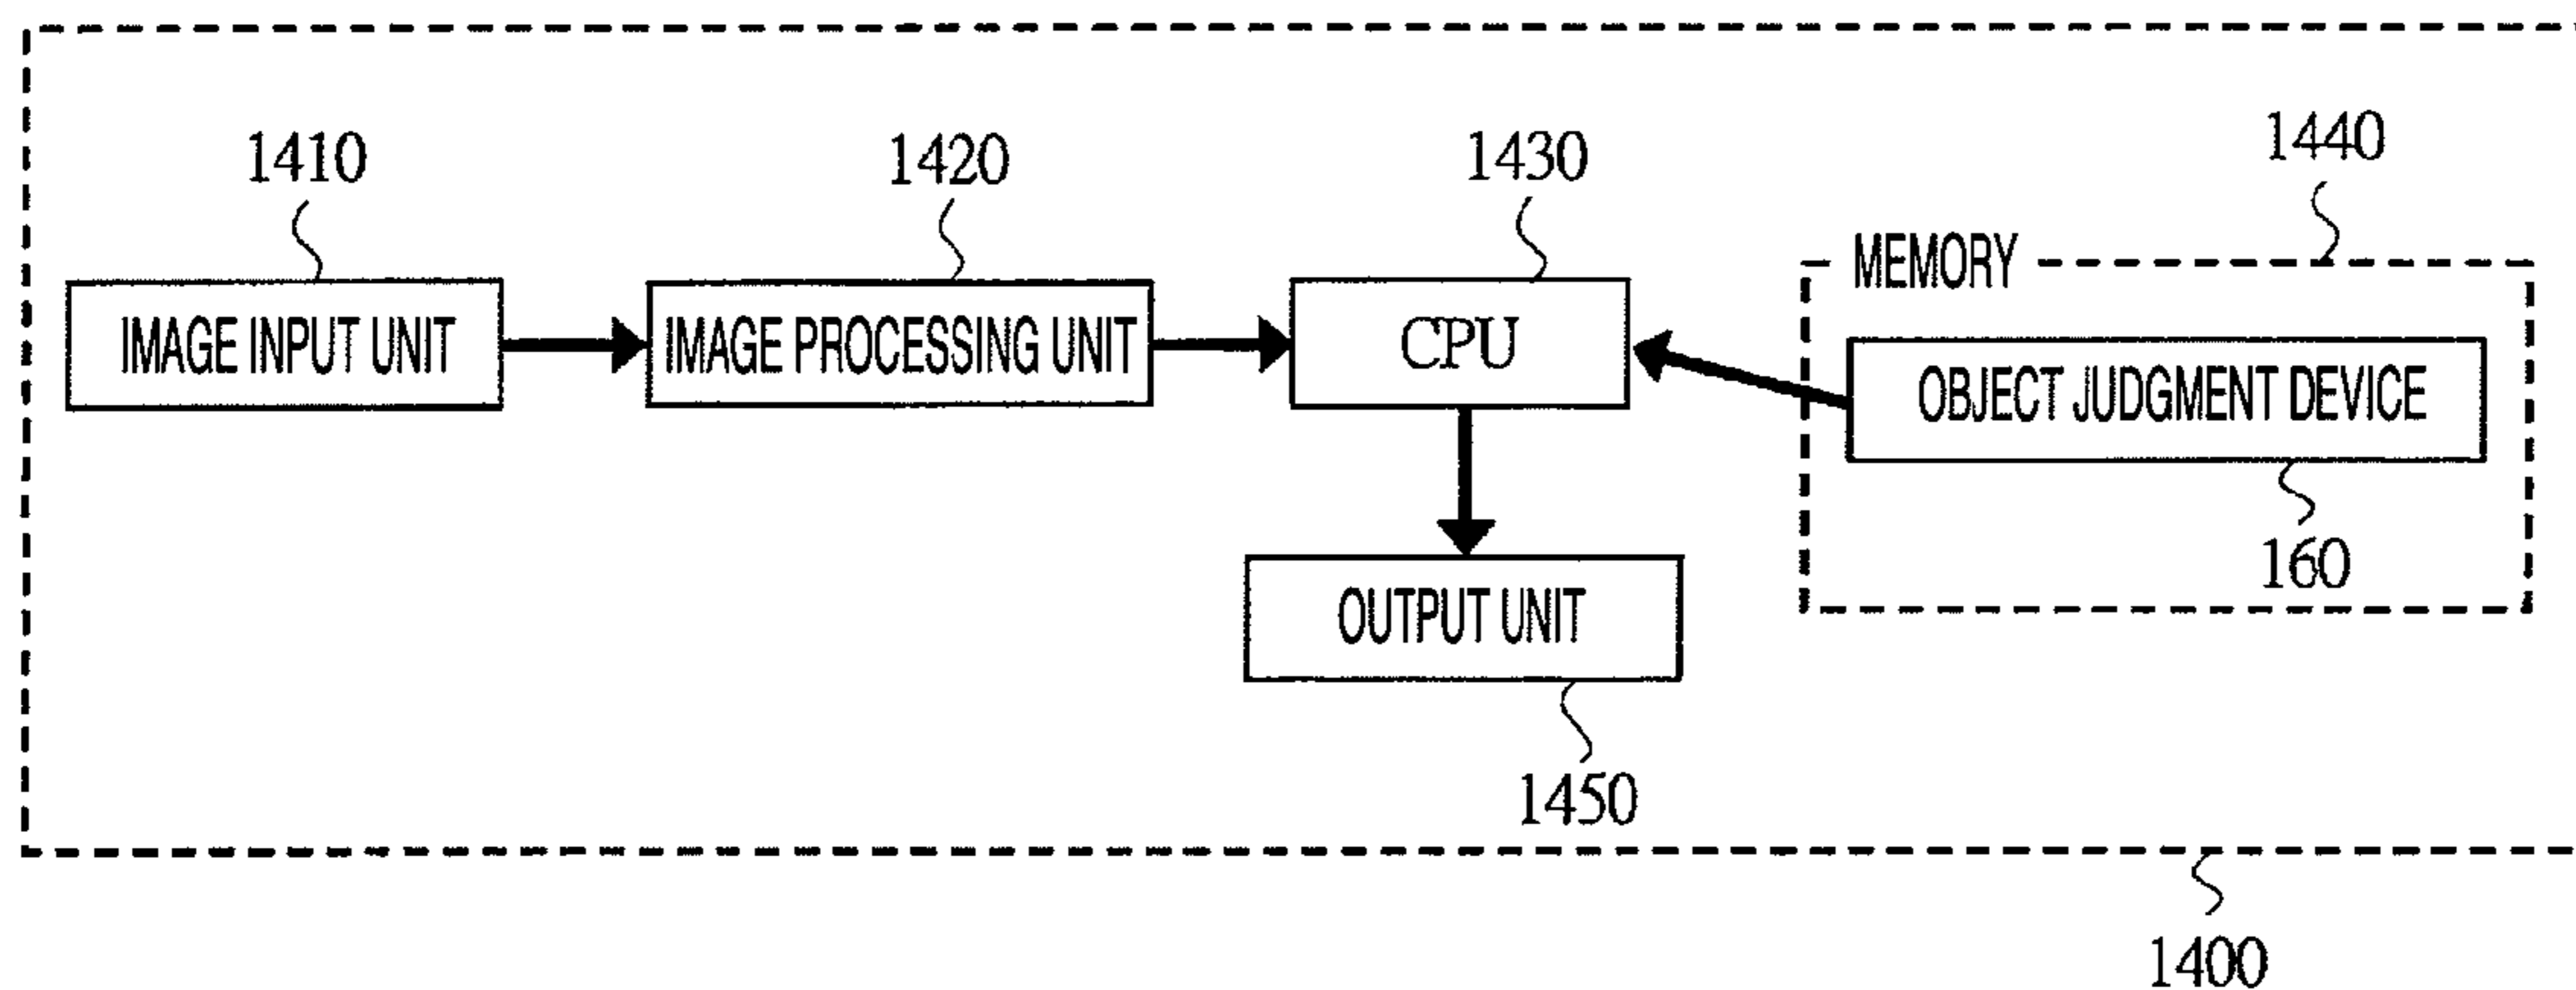 1410
1420
1430
1440
MEMORY
IMAGE INPUT UNIT
IMAGE PROCESSING UNIT
CPU
OBJECT JUDGMENT DEVICE
160
OUTPUT UNIT
1450
1400